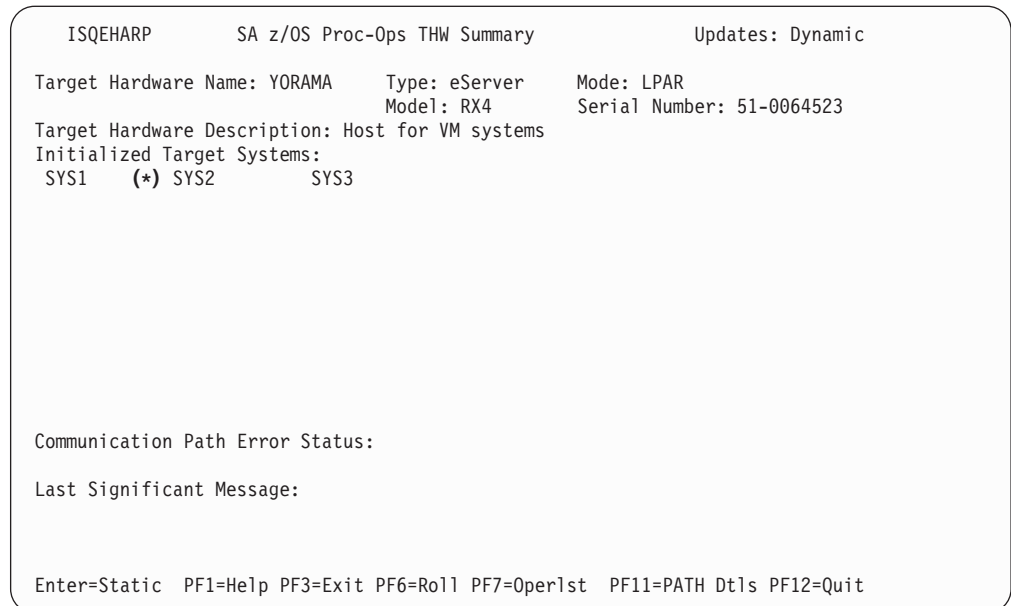 ISQEHARP SA z/OS Proc-Ops THW Summary Updates: Dynamic
Target Hardware Name: YORAMA Type: eServer Mode: LPAR
Model: RX4 Serial Number: 51-0064523
Target Hardware Description: Host for VM systems
Initialized Target Systems:
SYS1 (*) SYS2 SYS3
Communication Path Error Status:
Last Significant Message:
Enter=Static PF1=Help PF3=Exit PF6=Roll PF7=Operlst PF11=PATH Dtls PF12=Quit